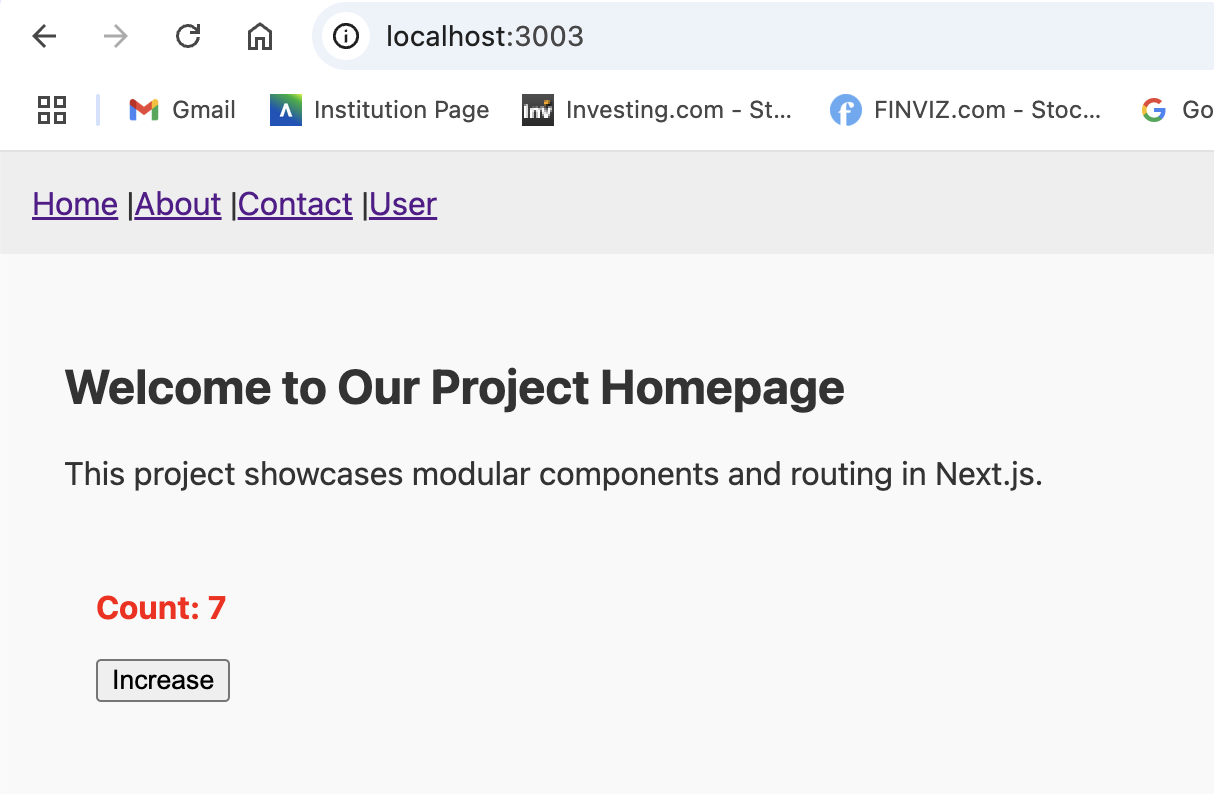 localhost:3003
Gmail Institution Page Inv Investing.com - St... FINVIZ.com - Stoc... Go
Home |About |Contact |User
Welcome to Our Project Homepage
This project showcases modular components and routing in Next.js.
Count: 7
Increase